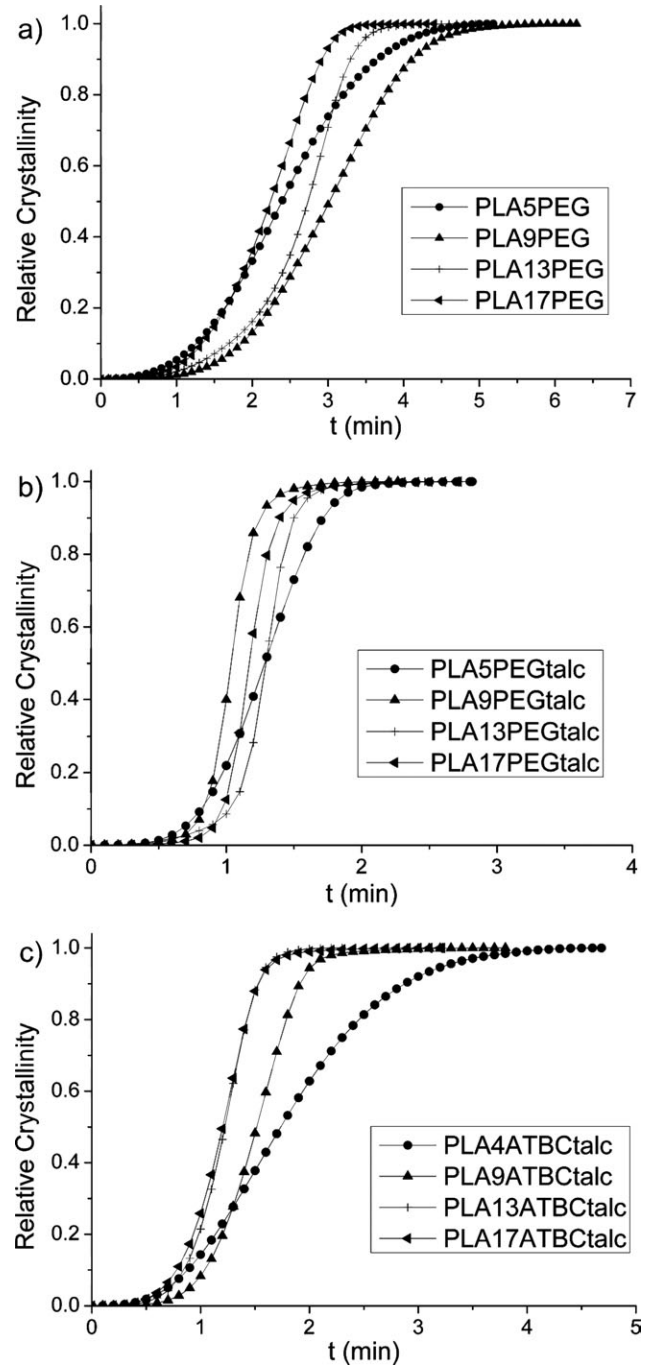 a)
1.0
0.8
0.6
0.4
0.2
0.0
Relative Crystallinity
PLA5PEG
PLA9PEG
PLA13PEG
PLA17PEG
0 1 2 3 4 5 6 7
t (min)
b)
1.0
0.8
0.6
0.4
0.2
0.0
Relative Crystallinity
PLA5PEGtalc
PLA9PEGtalc
PLA13PEGtalc
PLA17PEGtalc
0 1 2 3 4
t (min)
c)
1.0
0.8
0.6
0.4
0.2
0.0
Relative Crystallinity
PLA4ATBCtalc
PLA9ATBCtalc
PLA13ATBCtalc
PLA17ATBCtalc
0 1 2 3 4 5
t (min)